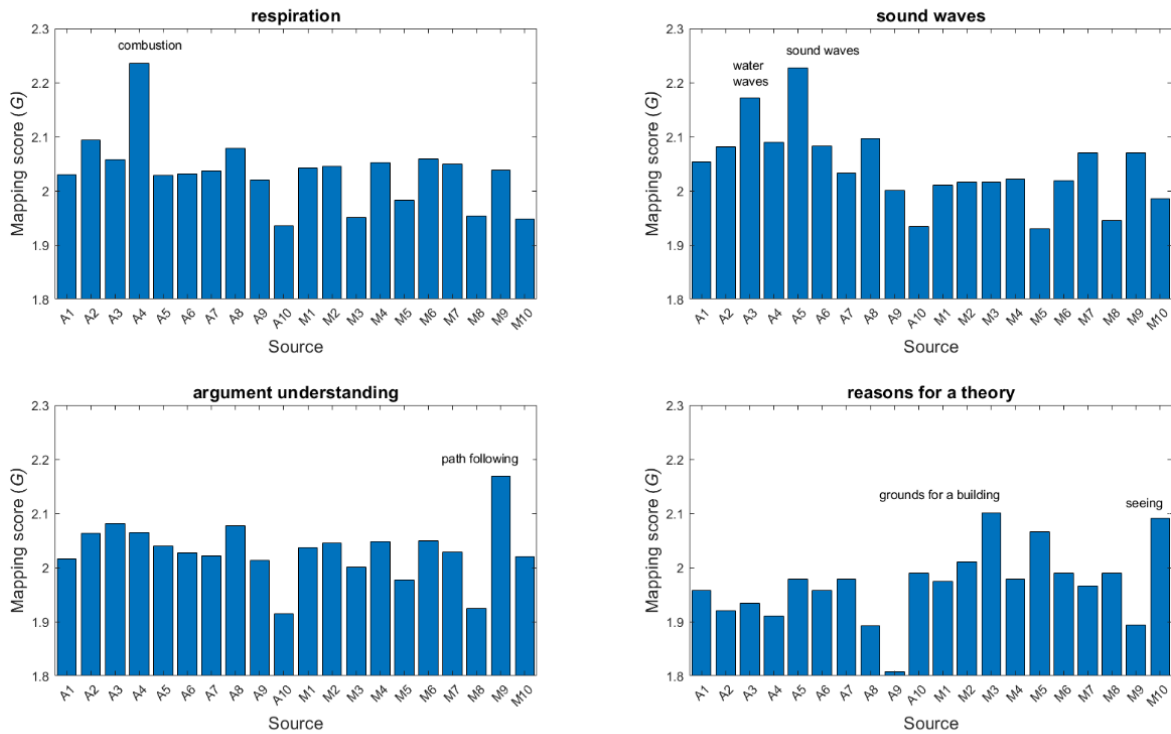 respiration
2.3
2.2
2.1
2
1.9
1.8
Mapping score (G)
combustion
A1 A2 A3 A4 A5 A6 A7 A8 A9 A10 M1 M2 M3 M4 M5 M6 M7 M8 M9 M10
Source
sound waves
2.3
2.2
2.1
2
1.9
1.8
Mapping score (G)
sound waves
water
waves
A1 A2 A3 A4 A5 A6 A7 A8 A9 A10 M1 M2 M3 M4 M5 M6 M7 M8 M9 M10
Source
argument understanding
2.3
2.2
2.1
2
1.9
1.8
Mapping score (G)
path following
A1 A2 A3 A4 A5 A6 A7 A8 A9 A10 M1 M2 M3 M4 M5 M6 M7 M8 M9 M10
Source
reasons for a theory
2.3
2.2
2.1
2
1.9
1.8
Mapping score (G)
grounds for a building
seeing
A1 A2 A3 A4 A5 A6 A7 A8 A9 A10 M1 M2 M3 M4 M5 M6 M7 M8 M9 M10
Source